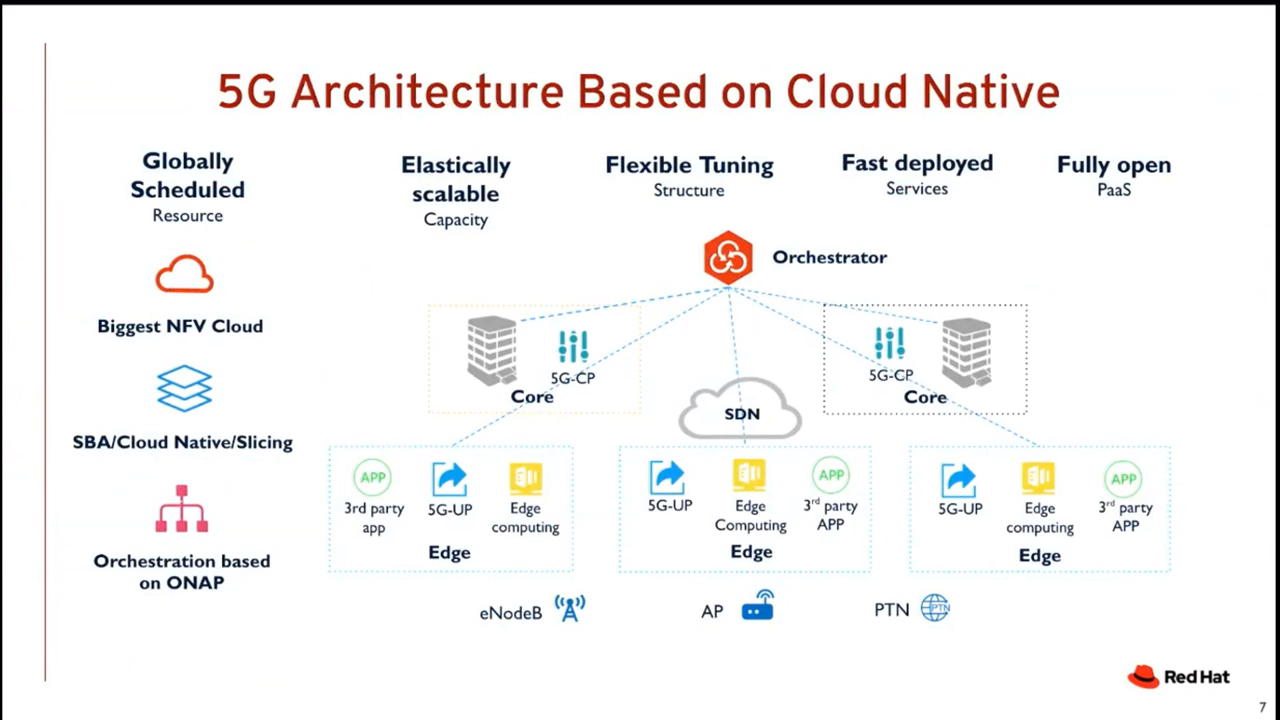 5G Architecture Based on Cloud Native
Globally
Scheduled
Resource
Elastically
scalable
Capacity
Flexible Tuning
Structure
Fast deployed
Services
Fully open
PaaS
Orchestrator
Biggest NFV Cloud
5G-CP
Core
5G-CP
Core
SDN
SBA/Cloud Native/Slicing
APP
3rd party
app
5G-UP
Edge
computing
Edge
5G-UP
Edge
Computing
APP
3rd party
APP
Edge
5G-UP
Edge
computing
APP
3rd party
APP
Edge
Orchestration based
on ONAP
eNodeB
AP
PTN
PTN
Red Hat
7